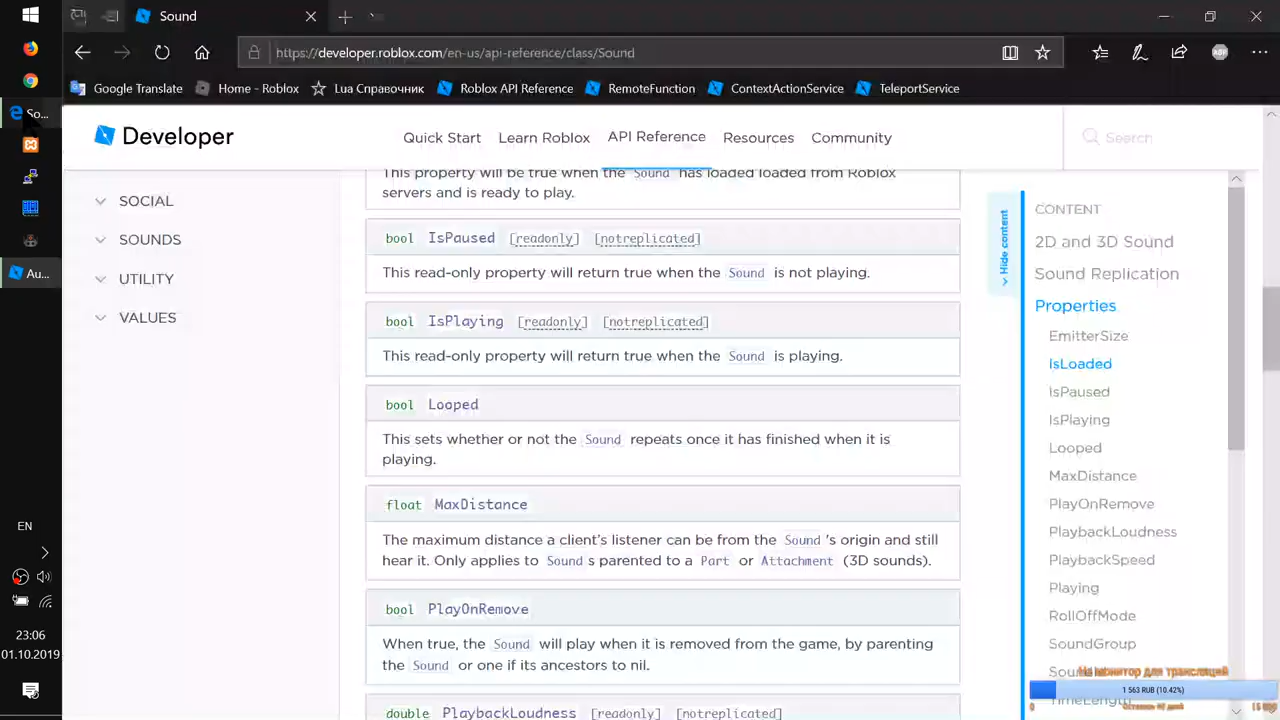 Sound
https://developer.roblox.com/en-us/api-reference/class/Sound
Google Translate
Home - Roblox
Lua Справочник
RemoteFunction
ContextActionService
TeleportService
So...
Au...
Developer
Quick Start
Learn Roblox
API Reference
Resources
Community
Search
SOCIAL
SOUNDS
UTILITY
VALUES
This property will be true when the Sound has loaded loaded from Roblox
servers and is ready to play.
bool IsPaused [readonly] [notreplicated]
This read-only property will return true when the Sound is not playing.
bool IsPlaying [readonly] [notreplicated]
This read-only property will return true when the Sound is playing.
bool Looped
This sets whether or not the Sound repeats once it has finished when it is
playing.
float MaxDistance
The maximum distance a client's listener can be from the Sound 's origin and still
hear it. Only applies to Sound s parented to a Part or Attachment (3D sounds).
bool PlayOnRemove
When true, the Sound will play when it is removed from the game, by parenting
the Sound or one if its ancestors to nil.
double PlaybackLoudness [readonly] [notreplicated]
Hide content
CONTENT
2D and 3D Sound
Sound Replication
Properties
EmitterSize
IsLoaded
IsPaused
IsPlaying
Looped
MaxDistance
PlayOnRemove
PlaybackLoudness
PlaybackSpeed
Playing
RollOffMode
SoundGroup
TimeLength
На монитор для трансляций
1 563 RUB (10.42%)
0
EN
23:06
01.10.2019